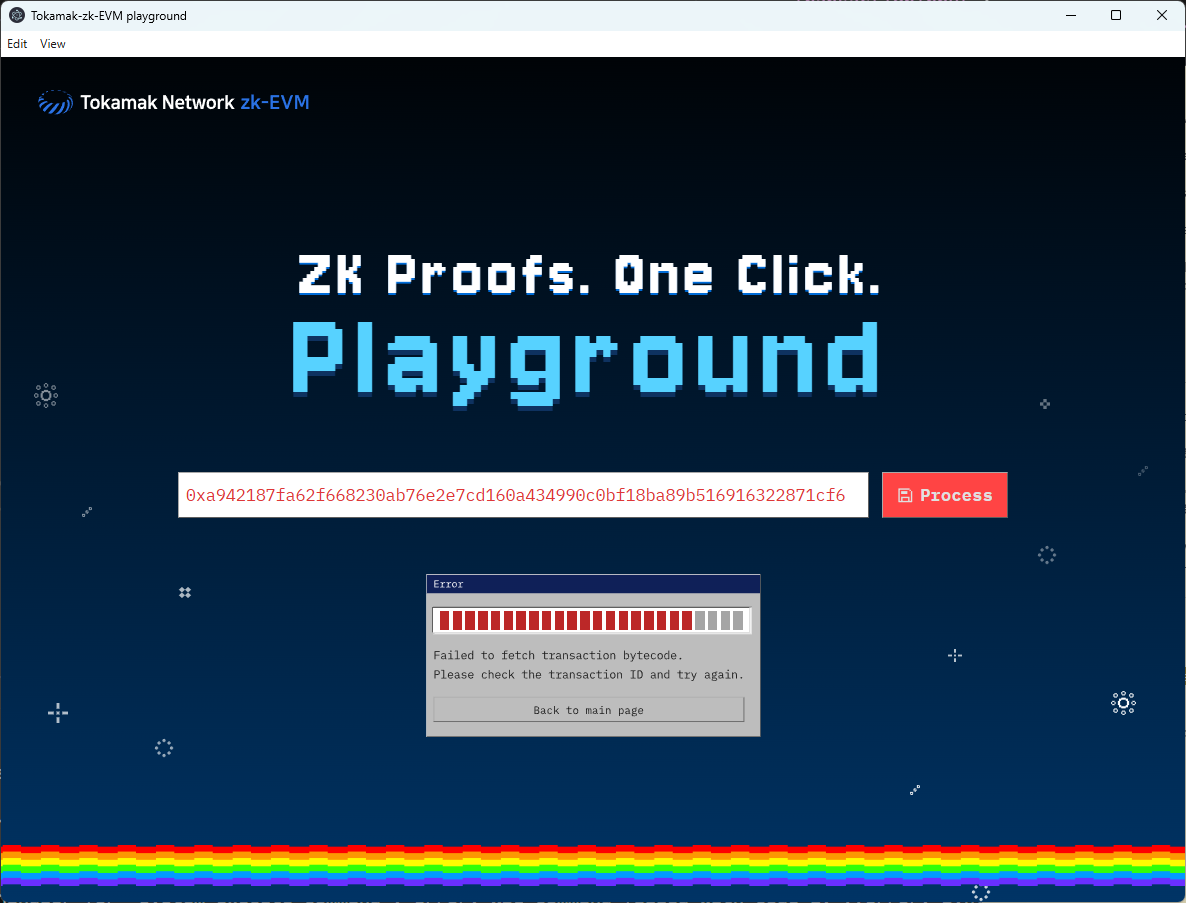 Tokamak-zk-EVM playground
Edit View
Tokamak Network zk-EVM
ZK Proofs. One Click.
Playground
0xa942187fa62f668230ab76e2e7cd160a434990c0bf18ba89b516916322871cf6
Process
Error
Failed to fetch transaction bytecode.
Please check the transaction ID and try again.
Back to main page